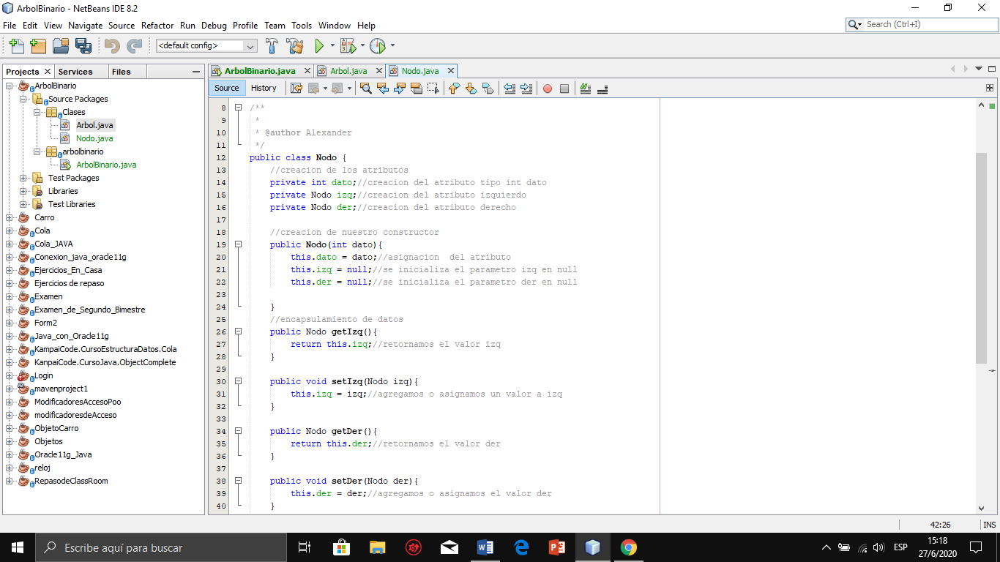 ArbolBinario - NetBeans IDE 8.2
File Edit View Navigate Source Refactor Run Debug Profile Team Tools Window Help
Search (Ctrl+I)
<default config>
Projects Services Files
ArbolBinario
Source Packages
Clases
Arbol.java
Nodo.java
arbolbinario
ArbolBinario.java
Test Packages
Libraries
Test Libraries
Carro
Cola
Cola_JAVA
Conexion_java_oracle11g
Ejercicios_En_Casa
Ejercicios de repaso
Examen
Examen_de_Segundo_Bimestre
Form2
Java_con_Oracle11g
KampaiCode.CursoEstructuraDatos.Cola
KanpaiCode.CursoJava.ObjectComplete
Login
mavenproject1
ModificadoresAccesoPoo
modificadoresdeAcceso
ObjetoCarro
Objetos
Oracle11g_Java
reloj
RepasodeClassRoom
ArbolBinario.java Arbol.java Nodo.java
Source History
8 /**
9 *
10 * @author Alexander
11 */
12 public class Nodo {
13 //creacion de los atributos
14 private int dato;//creacion del atributo tipo int dato
15 private Nodo izq;//creacion del atributo izquierdo
16 private Nodo der;//creacion del atributo derecho
17
18 //creacion de nuestro constructor
19 public Nodo(int dato){
20 this.dato = dato;//asignacion  del atributo
21 this.izq = null;//se inicializa el parametro izq en null
22 this.der = null;//se inicializa el parametro der en null
23
24 }
25 //encapsulamiento de datos
26 public Nodo getIzq(){
27 return this.izq;//retornamos el valor izq
28 }
29
30 public void setIzq(Nodo izq){
31 this.izq = izq;//agregamos o asignamos un valor a izq
32 }
33
34 public Nodo getDer(){
35 return this.der;//retornamos el valor der
36 }
37
38 public void setDer(Nodo der){
39 this.der = der;//agregamos o asignamos el valor der
40 }
42:26 INS
Escribe aquí para buscar
ESP
15:18
27/6/2020